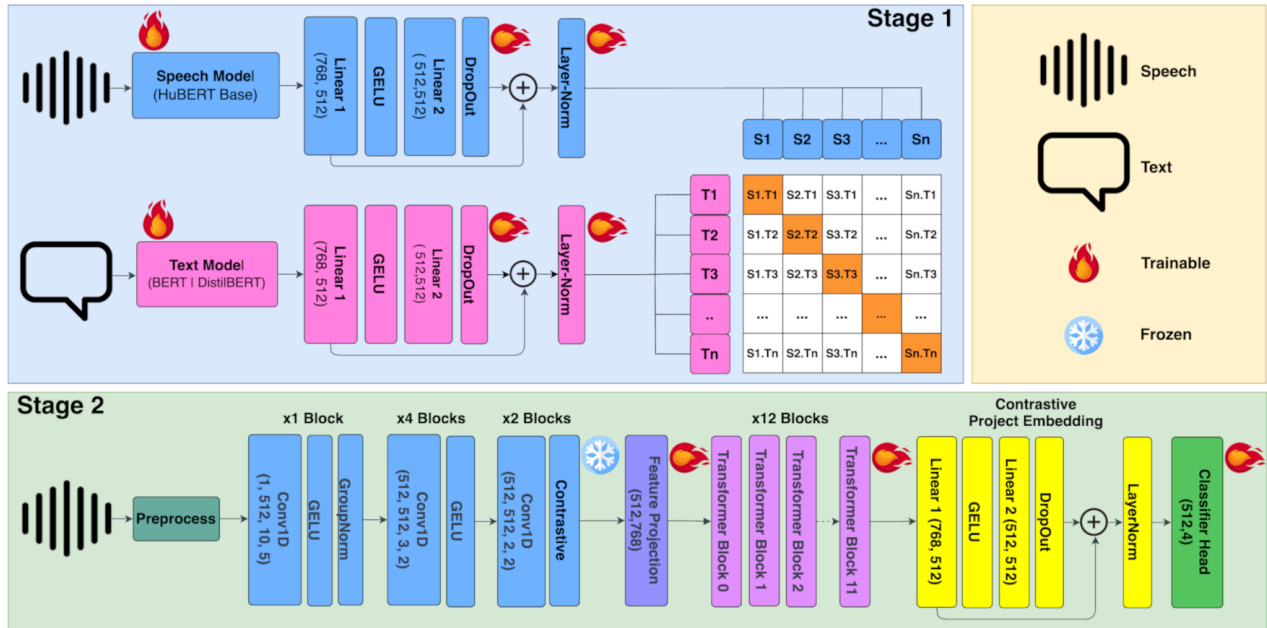 Stage 1
Speech Model
(HuBERT Base)
Linear 1
(768, 512)
GELU
Linear 2
( 512,512)
DropOut
+
Layer-Norm
S1
S2
S3
...
Sn
Text Model
(BERT | DistilBERT)
Linear 1
(768, 512)
GELU
Linear 2
( 512,512)
DropOut
+
Layer-Norm
T1
S1.T1
S2.T1
S3.T1
...
Sn.T1
T2
S1.T2
S2.T2
S3.T2
...
Sn.T2
T3
S1.T3
S2.T3
S3.T3
...
Sn.T3
..
...
...
...
...
...
Tn
S1.Tn
S2.Tn
S3.Tn
...
Sn.Tn
Speech
Text
Trainable
Frozen
Stage 2
Preprocess
x1 Block
Conv1D
(1, 512, 10, 5)
GELU
GroupNorm
x4 Blocks
Conv1D
(512, 512, 3, 2)
GELU
x2 Blocks
Conv1D
(512, 512, 2, 2)
Contrastive
Feature Projection
(512,768)
x12 Blocks
Transformer Block 0
Transformer Block 1
Transformer Block 2
Transformer Block 11
Contrastive
Project Embedding
Linear 1 (768, 512)
GELU
Linear 2 (512, 512)
DropOut
+
LayerNorm
Classifier Head
(512,4)